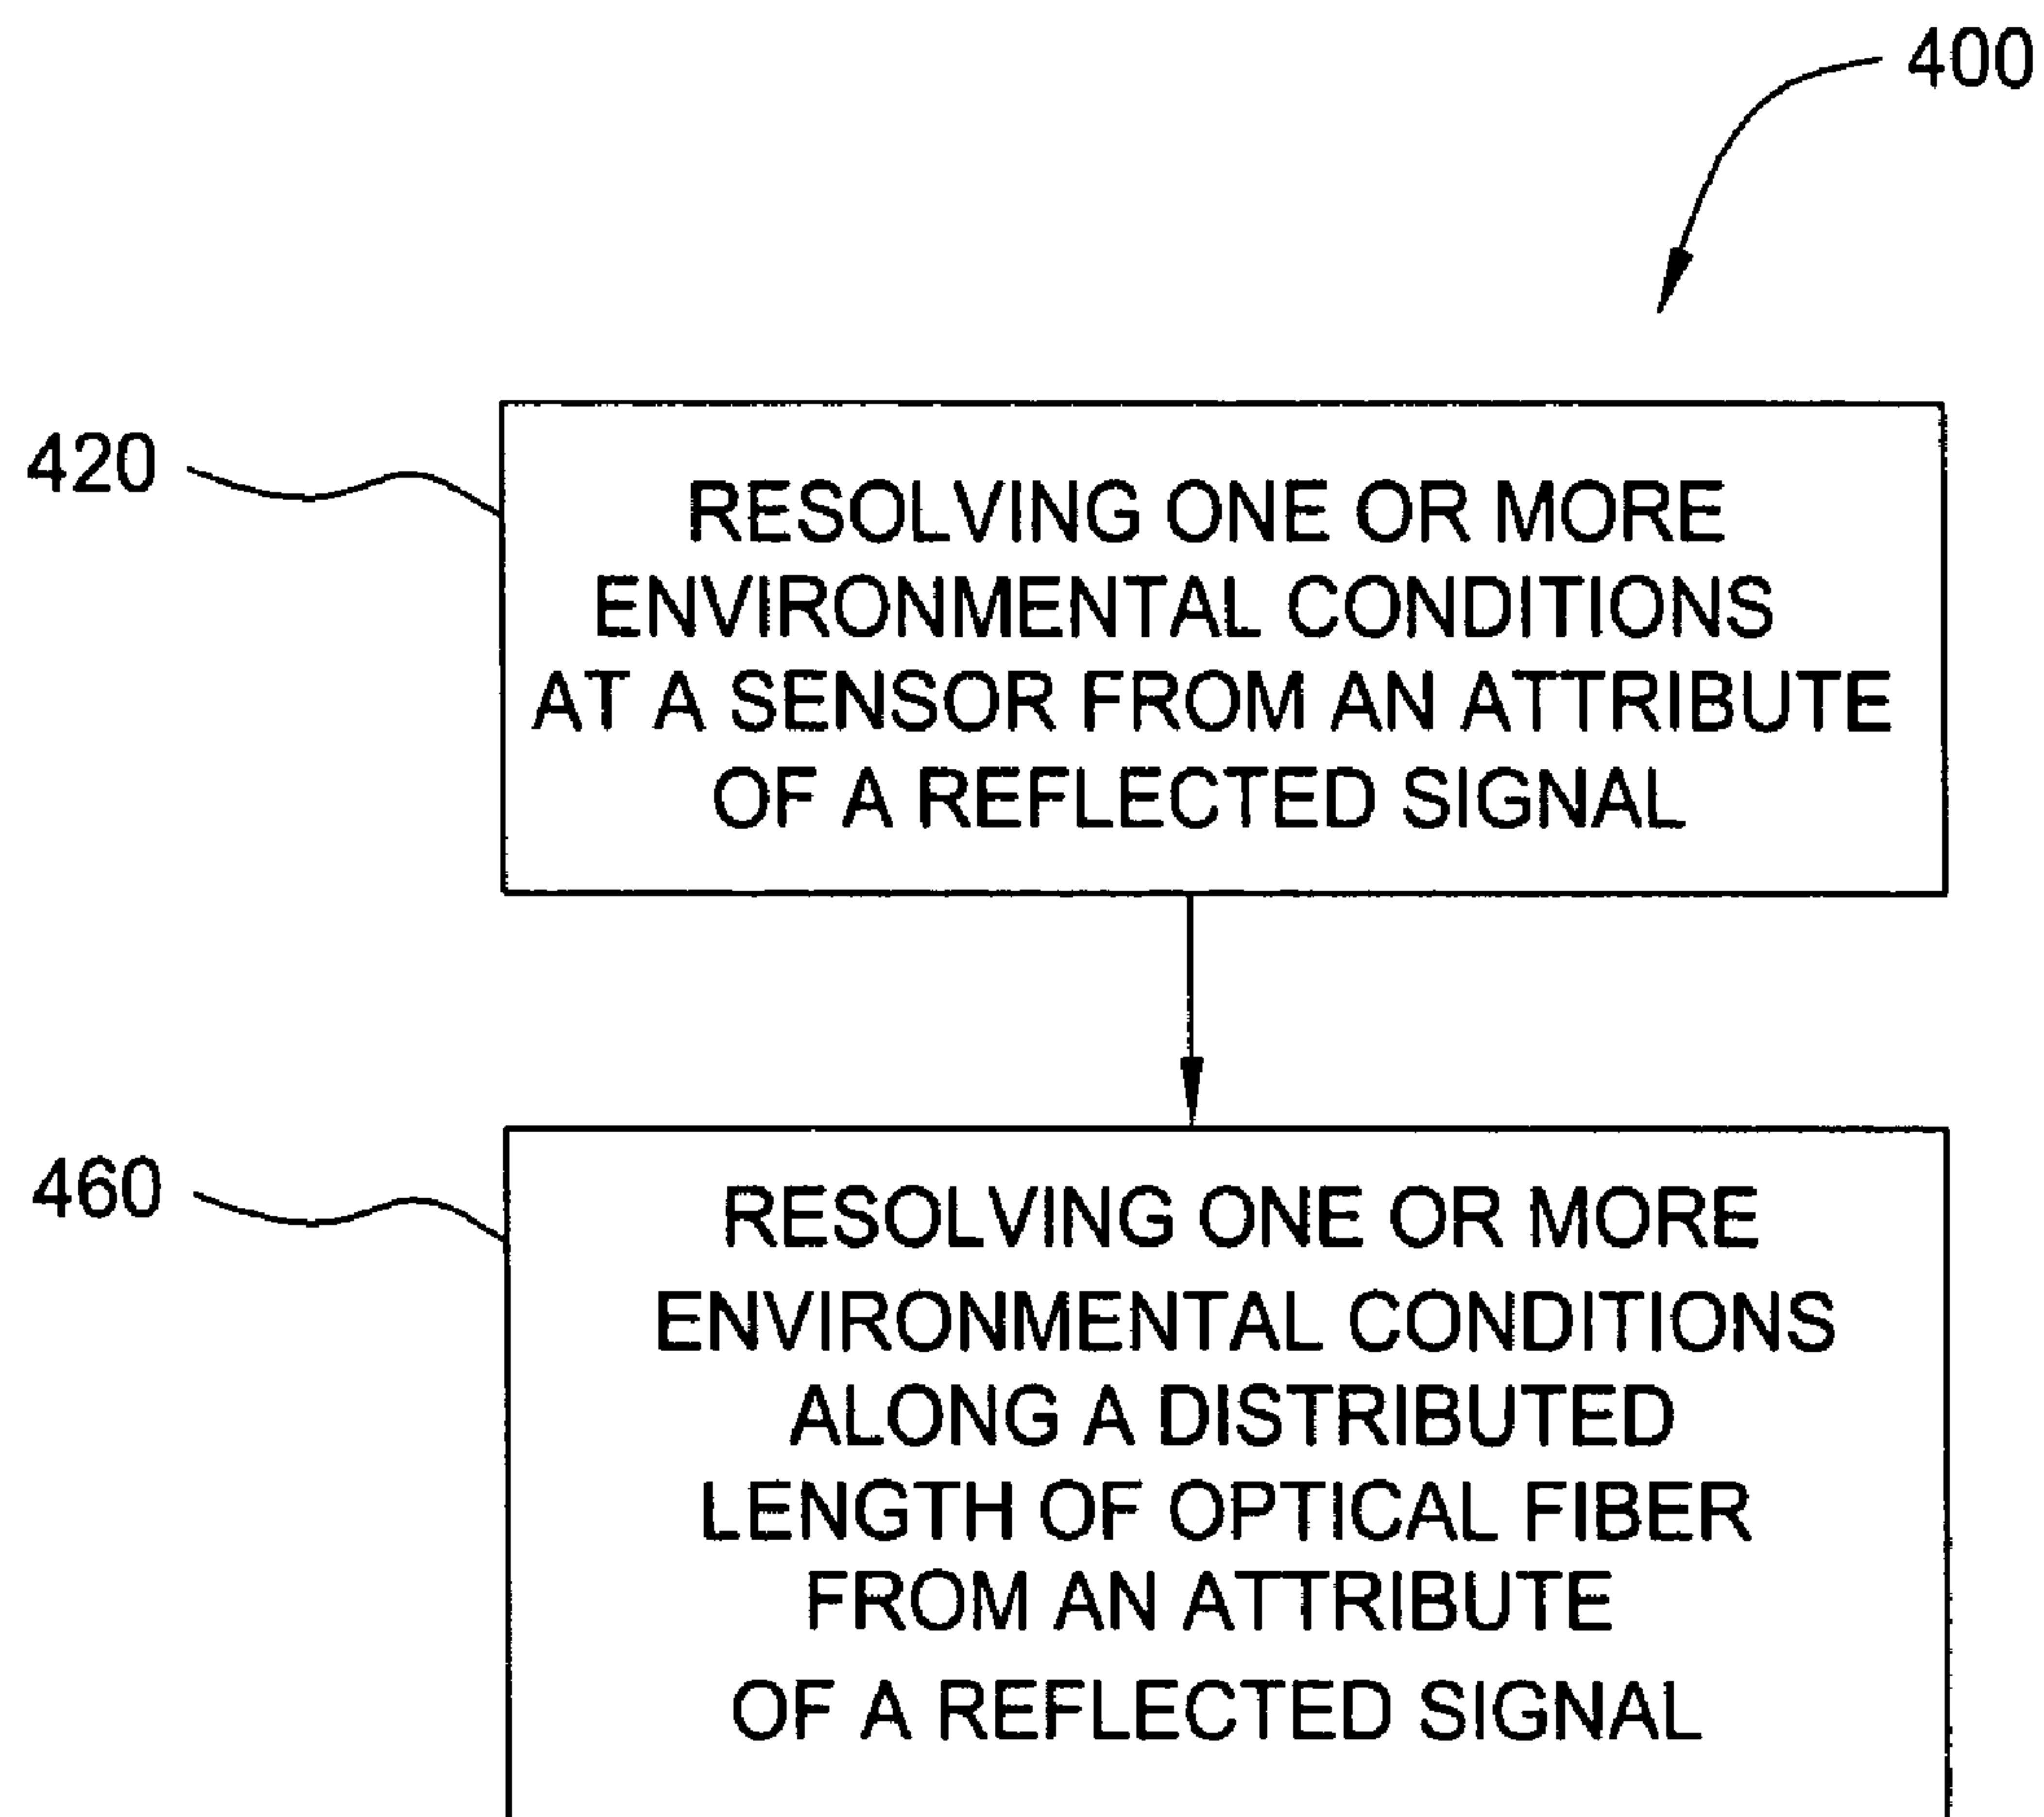 400
420
RESOLVING ONE OR MORE
ENVIRONMENTAL CONDITIONS
AT A SENSOR FROM AN ATTRIBUTE
OF A REFLECTED SIGNAL
460
RESOLVING ONE OR MORE
ENVIRONMENTAL CONDITIONS
ALONG A DISTRIBUTED
LENGTH OF OPTICAL FIBER
FROM AN ATTRIBUTE
OF A REFLECTED SIGNAL